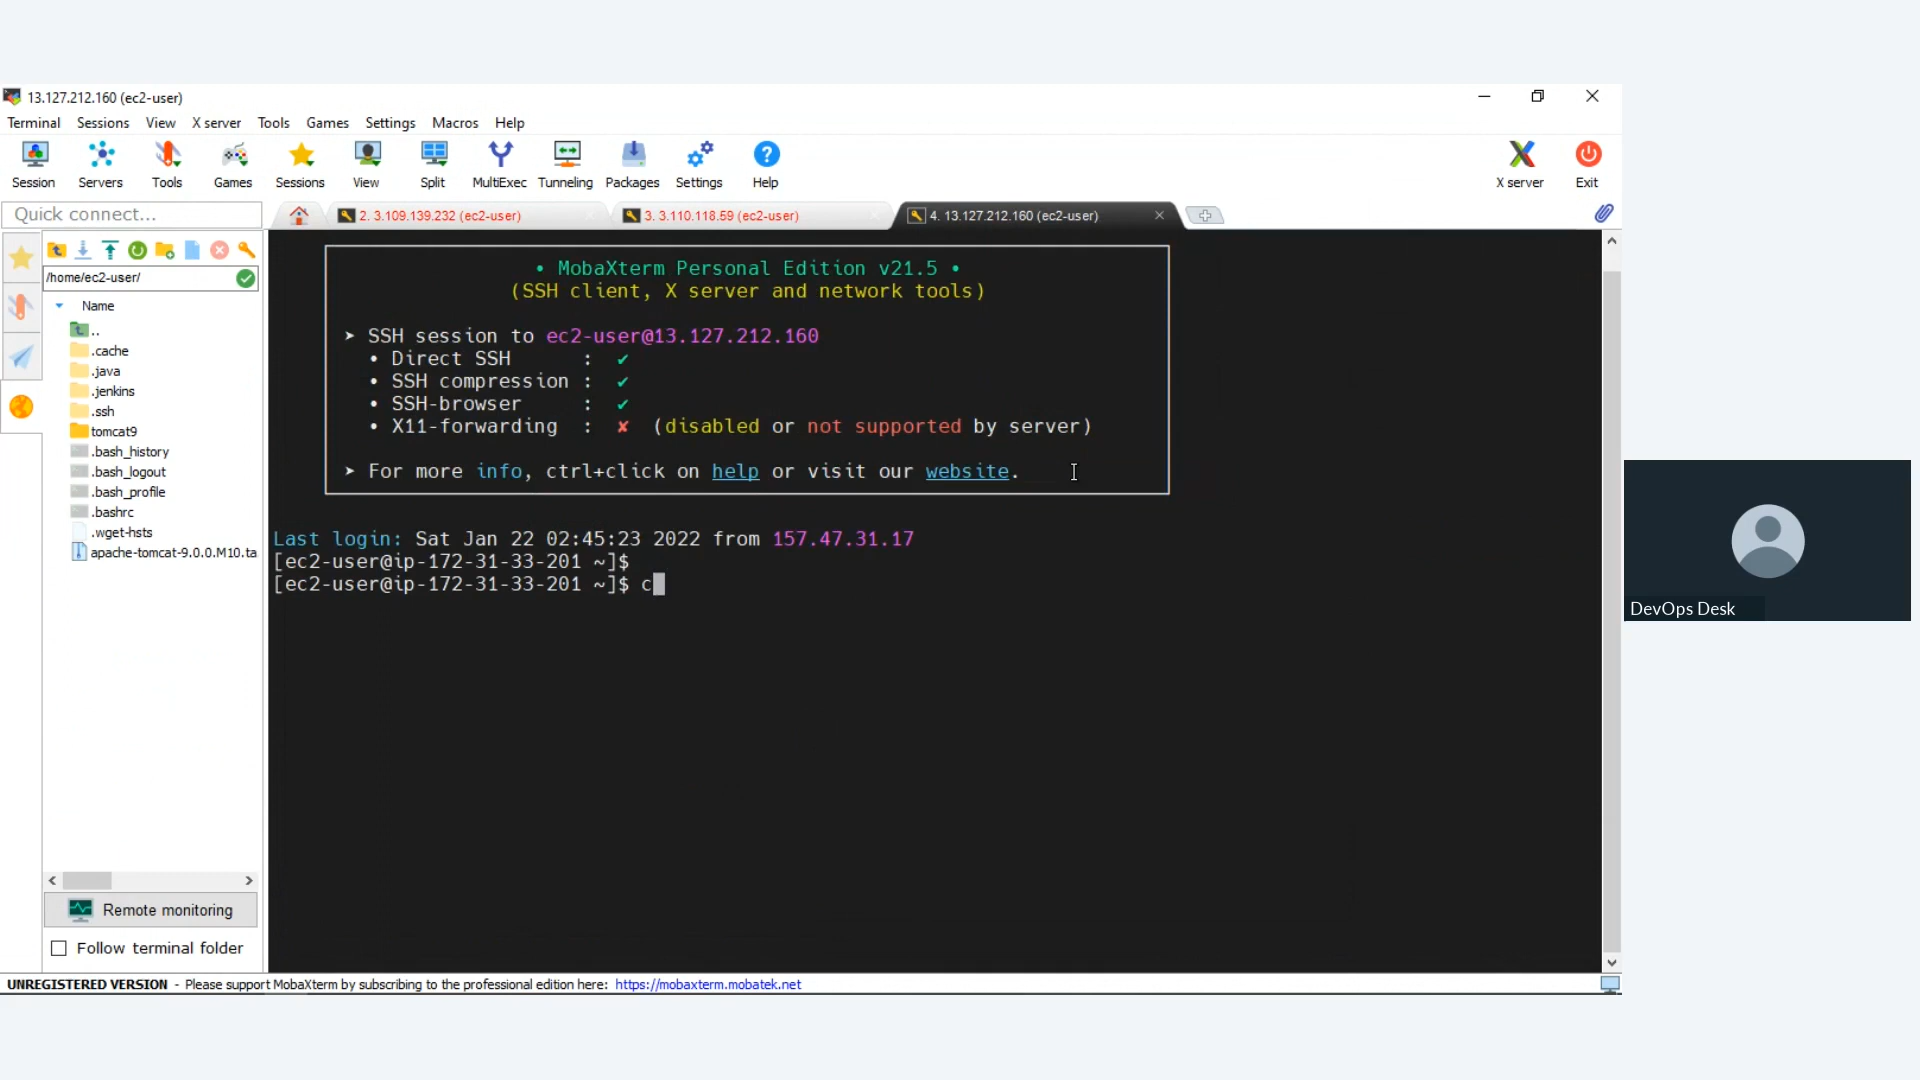 13.127.212.160 (ec2-user)
Terminal Sessions View X server Tools Games Settings Macros Help
Session Servers Tools Games Sessions View Split MultiExec Tunneling Packages Settings Help X server Exit
Quick connect...
2. 3.109.139.232 (ec2-user)
3. 3.110.118.59 (ec2-user)
4. 13.127.212.160 (ec2-user)
/home/ec2-user/
Name
..
.cache
.java
.jenkins
.ssh
tomcat9
.bash_history
.bash_logout
.bash_profile
.bashrc
.wget-hsts
apache-tomcat-9.0.0.M10.ta
Remote monitoring
Follow terminal folder
• MobaXterm Personal Edition v21.5 •
(SSH client, X server and network tools)
➤ SSH session to ec2-user@13.127.212.160
• Direct SSH : ✔
• SSH compression : ✔
• SSH-browser : ✔
• X11-forwarding : ✘ (disabled or not supported by server)
➤ For more info, ctrl+click on help or visit our website.
Last login: Sat Jan 22 02:45:23 2022 from 157.47.31.17
[ec2-user@ip-172-31-33-201 ~]$
[ec2-user@ip-172-31-33-201 ~]$ c
DevOps Desk
UNREGISTERED VERSION - Please support MobaXterm by subscribing to the professional edition here: https://mobaxterm.mobatek.net